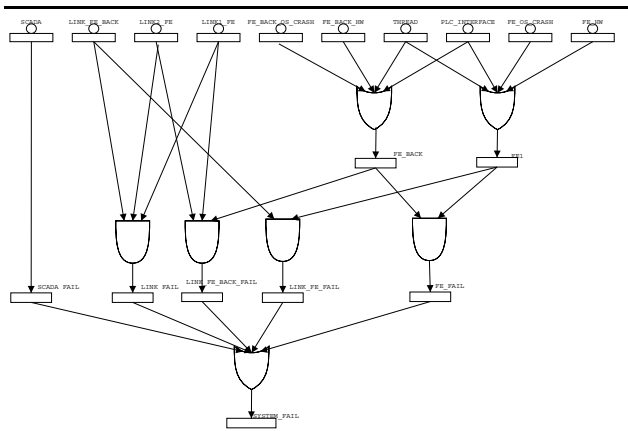 SCADA
LINK_FE_BACK
LINK2_FE
LINK1_FE
FE_BACK_OS_CRASH
FE_BACK_HW
THREAD
PLC_INTERFACE
FE_OS_CRASH
FE_HW
FE_BACK
FE1
SCADA FAIL
LINK FAIL
LINK_FE_BACK_FAIL
LINK_FE_FAIL
FE_FAIL
SYSTEM_FAIL